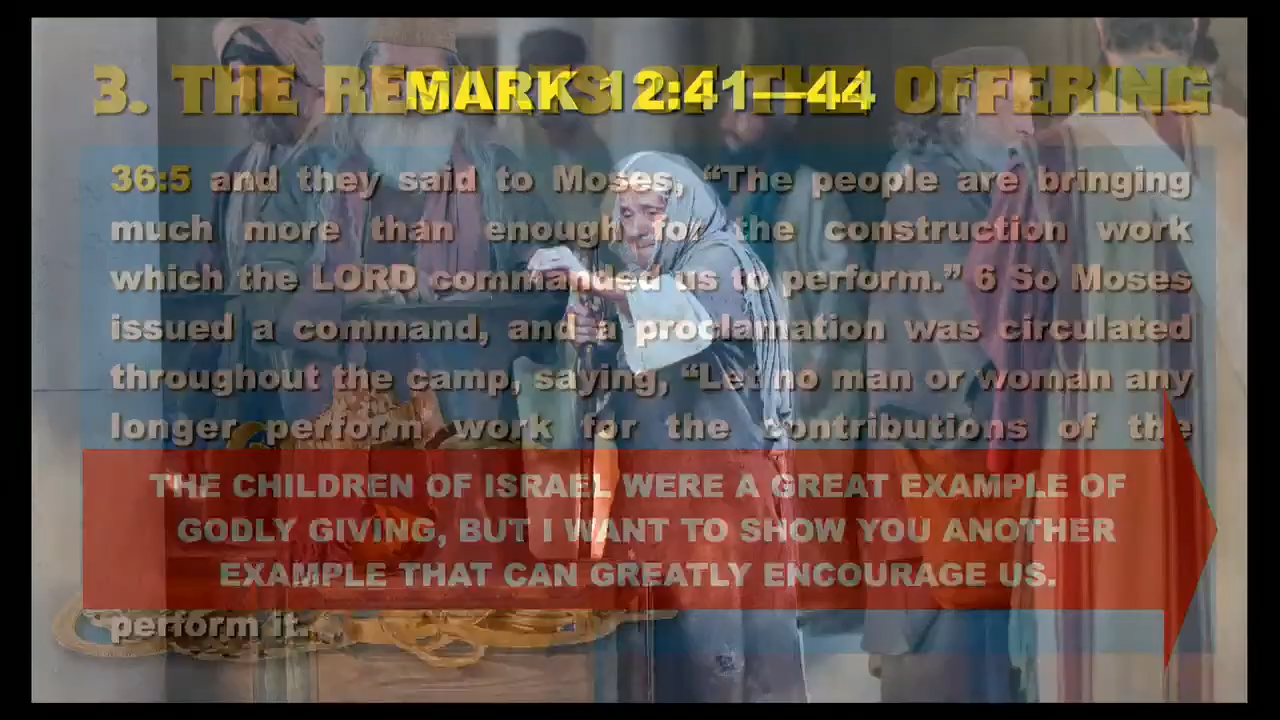 3. THE RESULTS OF THE OFFERING
MARK 12:41—44
36:5 and they said to Moses, “The people are bringing
much more than enough for the construction work
which the LORD commanded us to perform.” 6 So Moses
issued a command, and a proclamation was circulated
throughout the camp, saying, “Let no man or woman any
longer perform work for the contributions of the
THE CHILDREN OF ISRAEL WERE A GREAT EXAMPLE OF
GODLY GIVING, BUT I WANT TO SHOW YOU ANOTHER
EXAMPLE THAT CAN GREATLY ENCOURAGE US.
perform it.